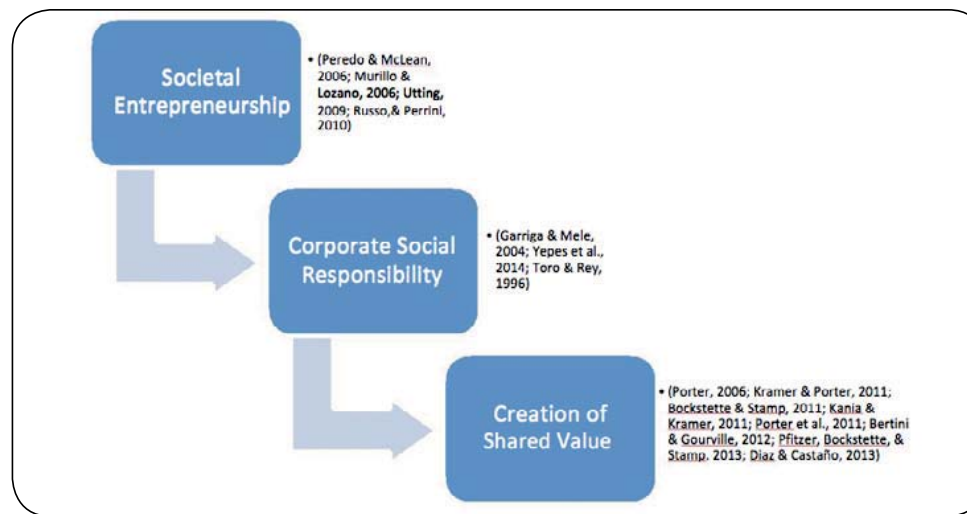 Societal
Entrepreneurship
• (Peredo & McLean,
2006; Murillo &
Lozano, 2006; Utting,
2009; Russo,& Perrini,
2010)
Corporate Social
Responsibility
• (Garriga & Mele,
2004; Yepes et al.,
2014; Toro & Rey,
1996)
Creation of
Shared Value
• (Porter, 2006; Kramer & Porter, 2011;
Bockstette & Stamp, 2011; Kania &
Kramer, 2011; Porter et al., 2011; Bertini
& Gourville, 2012; Pfitzer, Bockstette, &
Stamp. 2013; Diaz & Castaño, 2013)